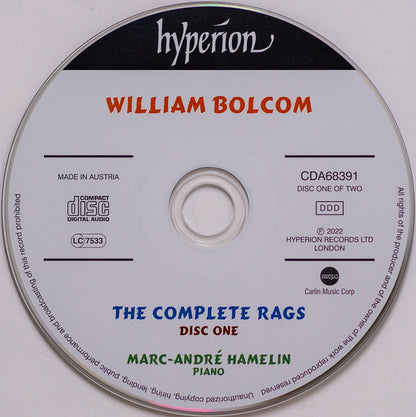 hyperion
WILLIAM BOLCOM
MADE IN AUSTRIA
CDA68391
DISC ONE OF TWO
COMPACT
disc
DIGITAL AUDIO
DDD
LC 7533
℗ 2022
HYPERION RECORDS LTD
LONDON
Carlin Music Corp
THE COMPLETE RAGS
DISC ONE
MARC-ANDRÉ HAMELIN
PIANO
All rights of the producer and of the owner of the work reproduced reserved
Unauthorized copying, hiring, lending, public performance and broadcasting of this record prohibited